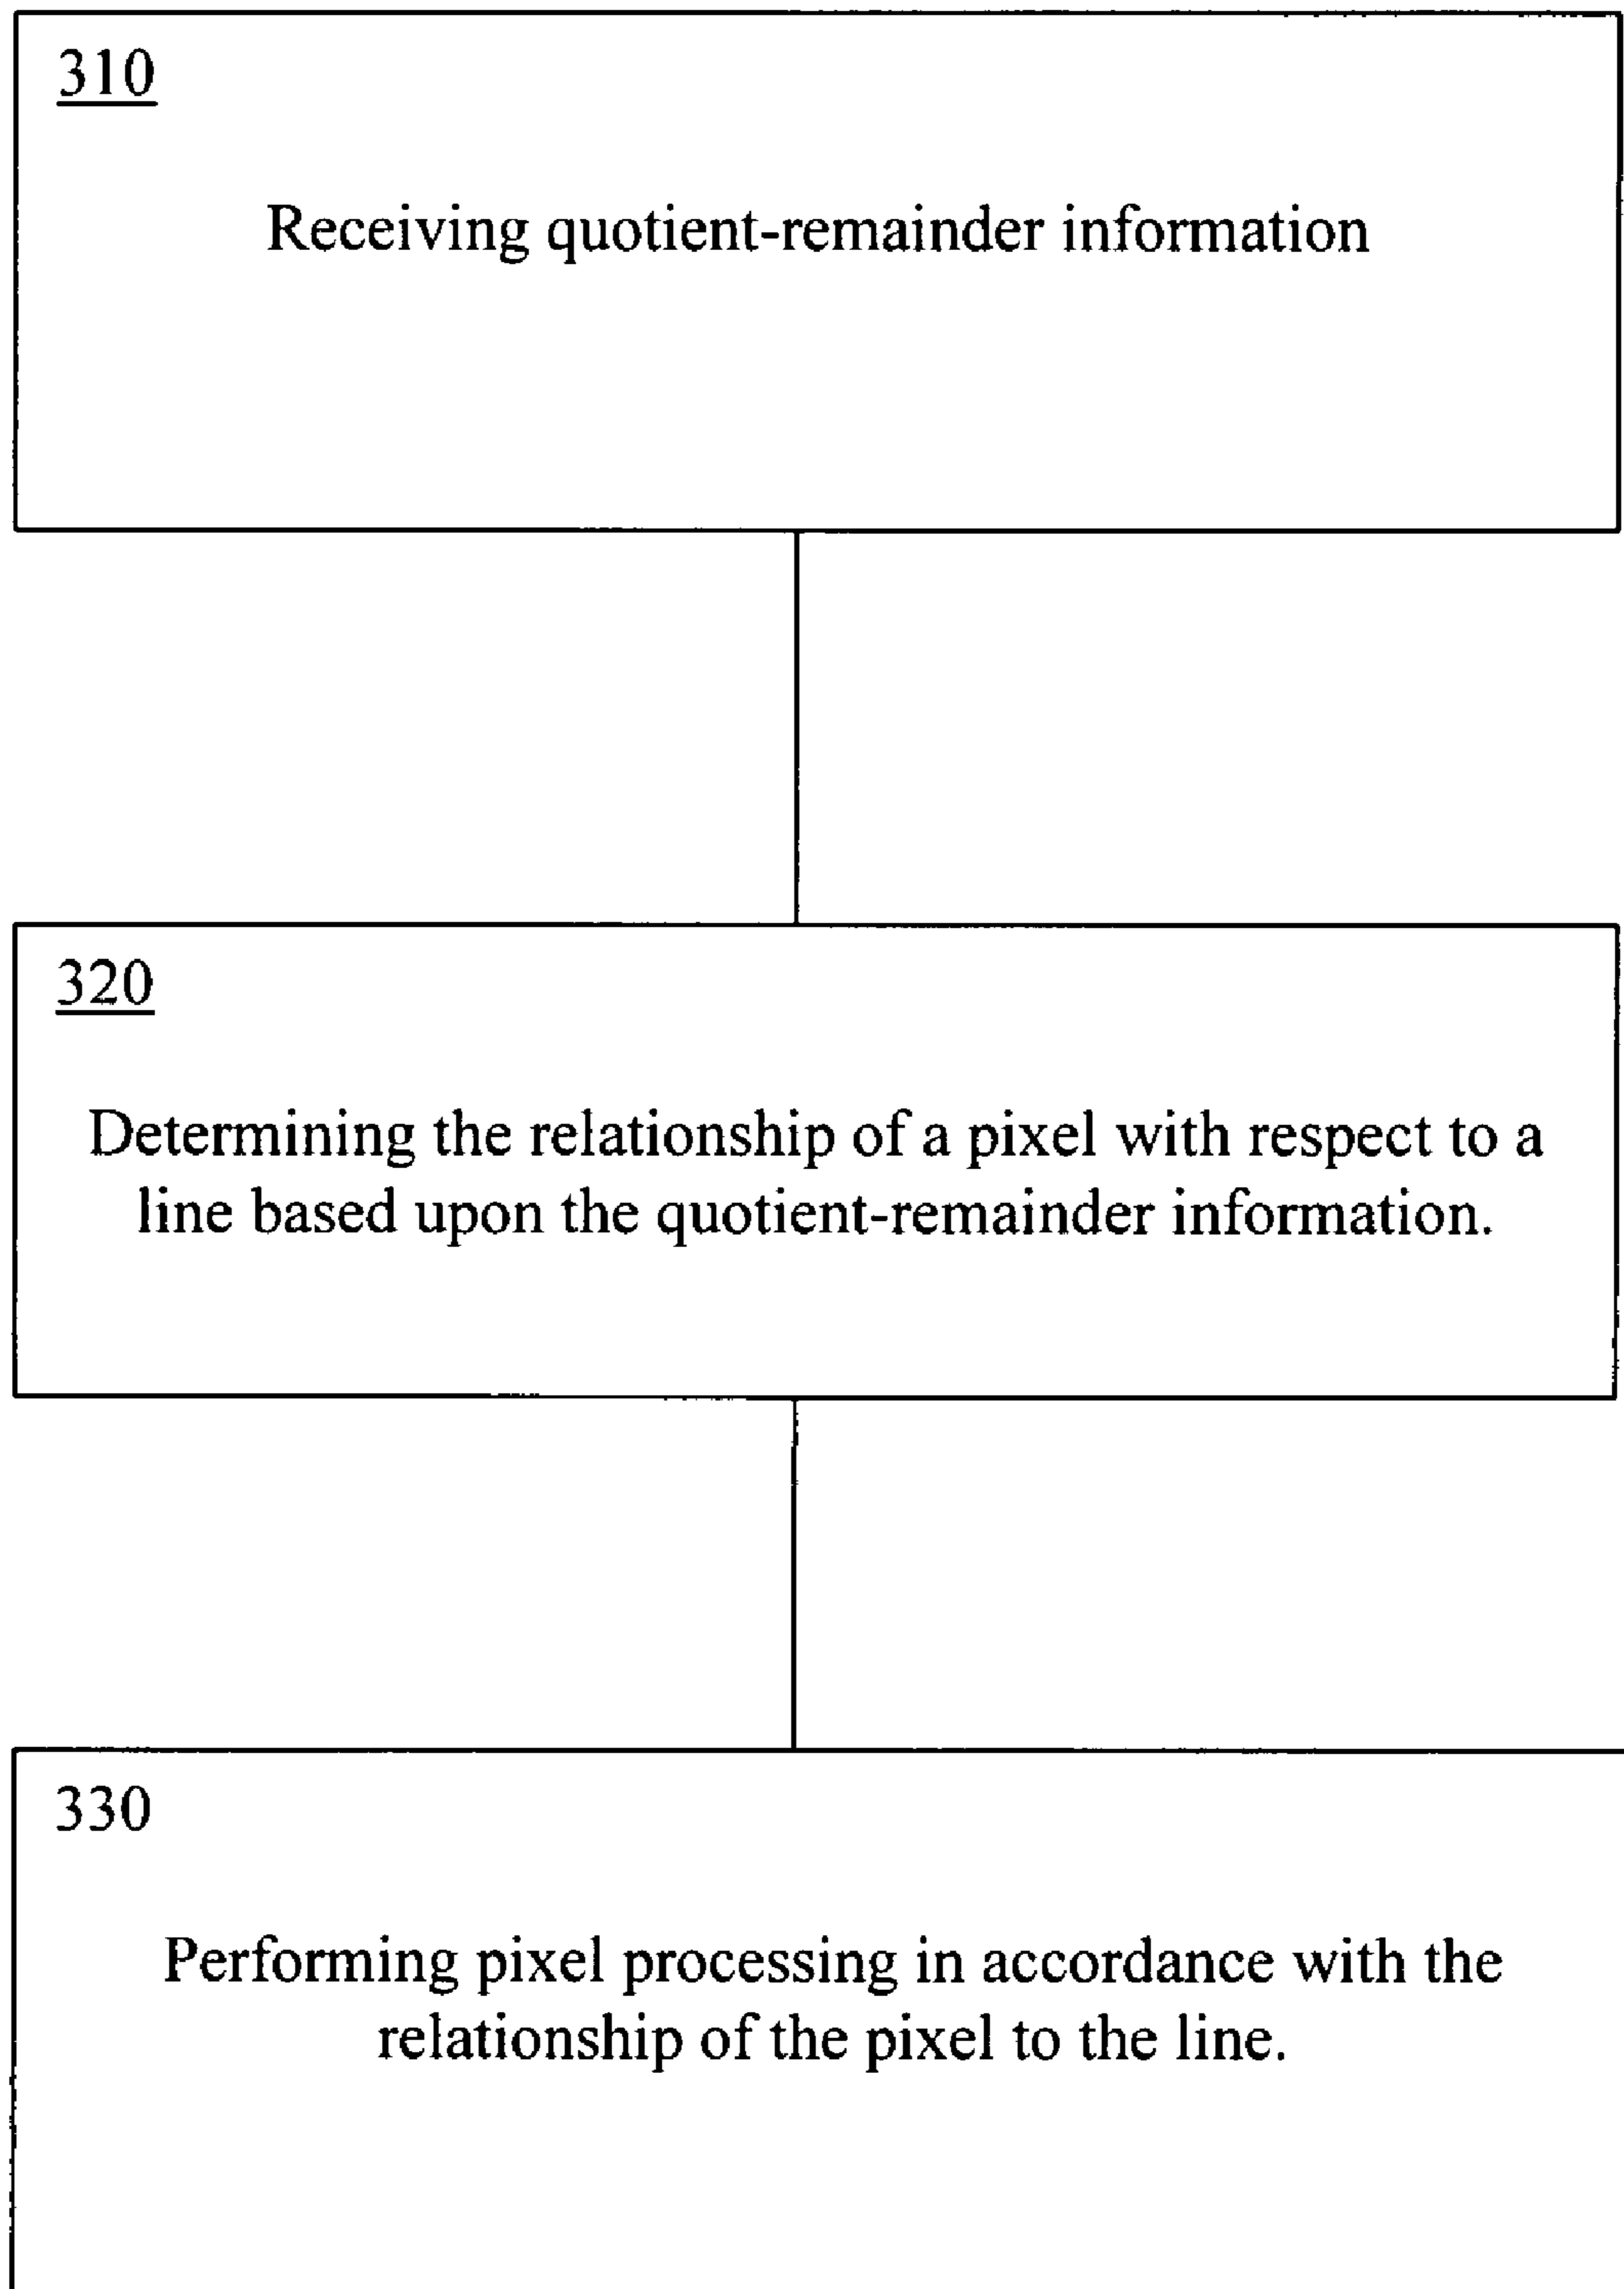 310
Receiving quotient-remainder information
320
Determining the relationship of a pixel with respect to a
line based upon the quotient-remainder information.
330
Performing pixel processing in accordance with the
relationship of the pixel to the line.